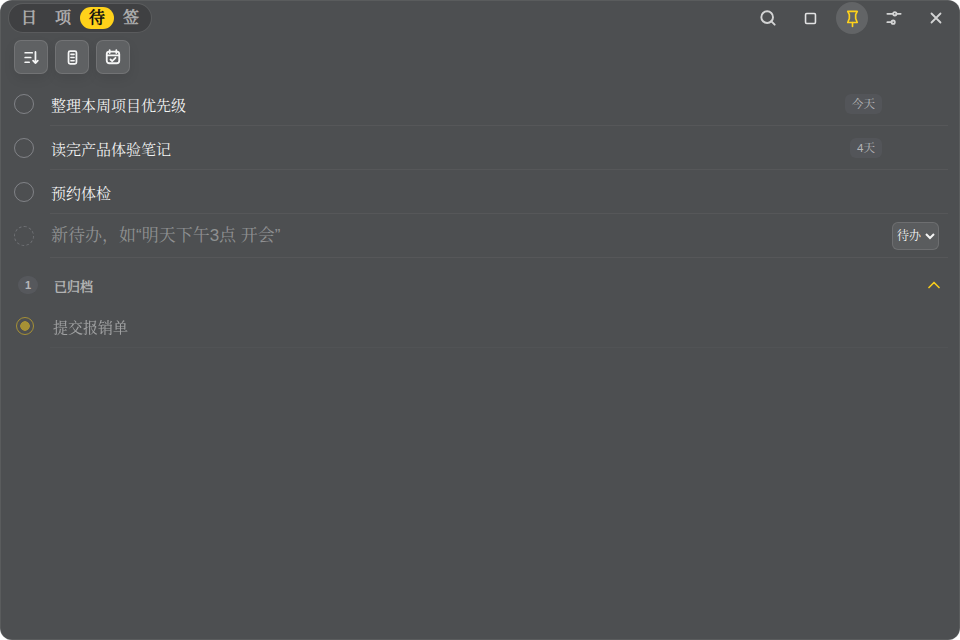 日 项 待 签
整理本周项目优先级 今天
读完产品体验笔记 4天
预约体检
新待办，如“明天下午3点 开会” 待办
1 已归档
提交报销单